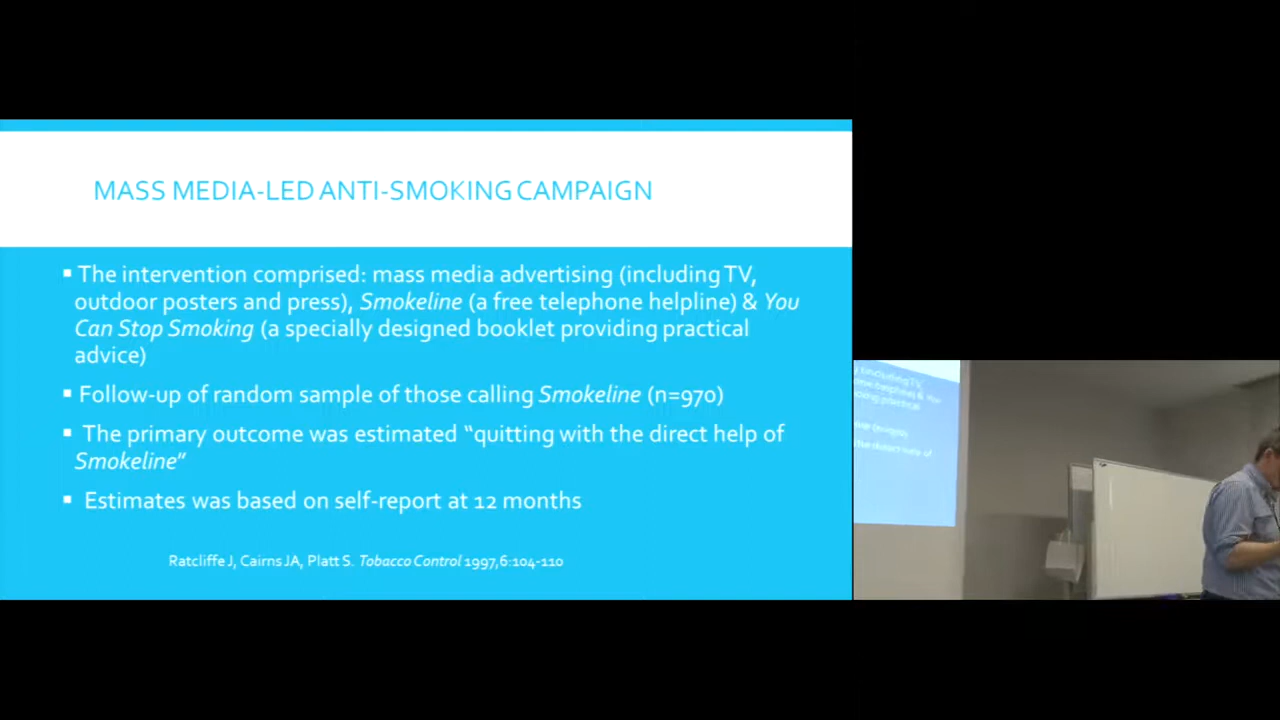 MASS MEDIA-LED ANTI-SMOKING CAMPAIGN
▪ The intervention comprised: mass media advertising (including TV,
outdoor posters and press), Smokeline (a free telephone helpline) & You
Can Stop Smoking (a specially designed booklet providing practical
advice)
▪ Follow-up of random sample of those calling Smokeline (n=970)
▪ The primary outcome was estimated “quitting with the direct help of
Smokeline”
▪ Estimates was based on self-report at 12 months
Ratcliffe J, Cairns JA, Platt S. Tobacco Control 1997,6:104-110